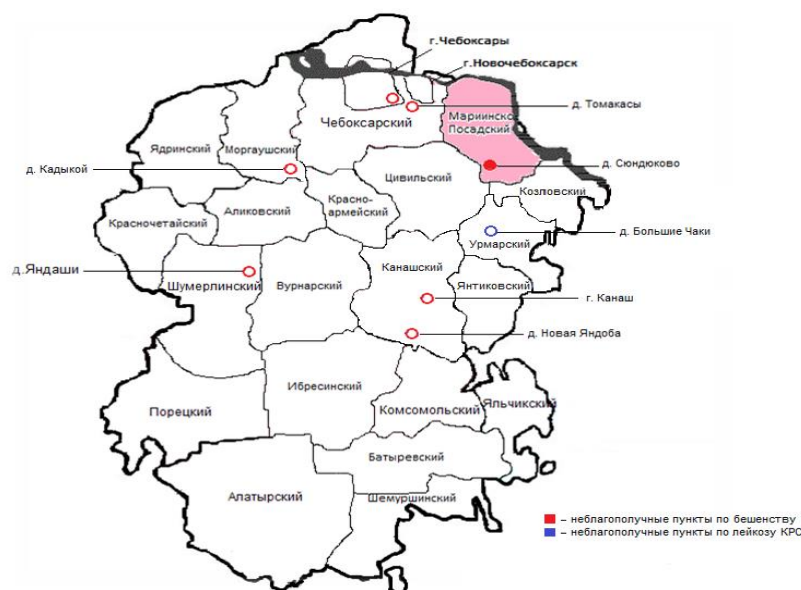 г.Чебоксары
г.Новочебоксарск
д. Томакасы
Чебоксарский
Мариинско
Посадский
Ядринский
Моргаушский
д. Кадыкой
д. Сюндюково
Цивильский
Козловский
Красно-
армейский
Аликовский
Красночетайский
Урмарский
д. Большие Чаки
д.Яндаши
Шумерлинский
Вурнарский
Канашский
Янтиковский
г. Канаш
д. Новая Яндоба
Ибресинский
Порецкий
Комсомольский
Яльчикский
Батыревский
Алатырский
Шемуршинский
– неблагополучные пункты по бешенству
– неблагополучные пункты по лейкозу КРС